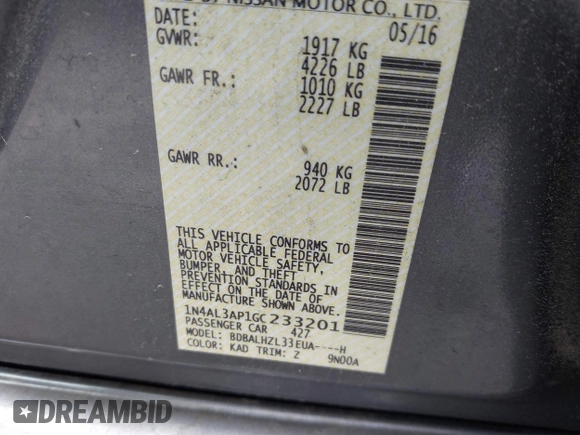 BY NISSAN MOTOR CO., LTD.
DATE: 05/16
GVWR: 1917 KG
4226 LB
GAWR FR.: 1010 KG
2227 LB
GAWR RR.: 940 KG
2072 LB
THIS VEHICLE CONFORMS TO
ALL APPLICABLE FEDERAL
MOTOR VEHICLE SAFETY,
BUMPER, AND THEFT
PREVENTION STANDARDS IN
EFFECT ON THE DATE OF
MANUFACTURE SHOWN ABOVE.
1N4AL3AP1GC233201
PASSENGER CAR 427
MODEL: BDBALHZL33EUA----H
COLOR: KAD TRIM: Z 9N00A
DREAMBID